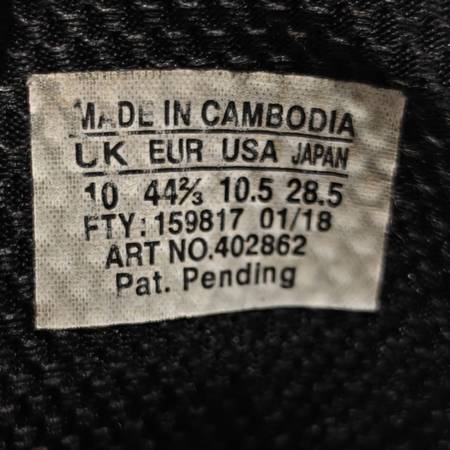 MADE IN CAMBODIA
UK EUR USA JAPAN
10 44⅔ 10.5 28.5
FTY: 159817 01/18
ART NO.402862
Pat. Pending